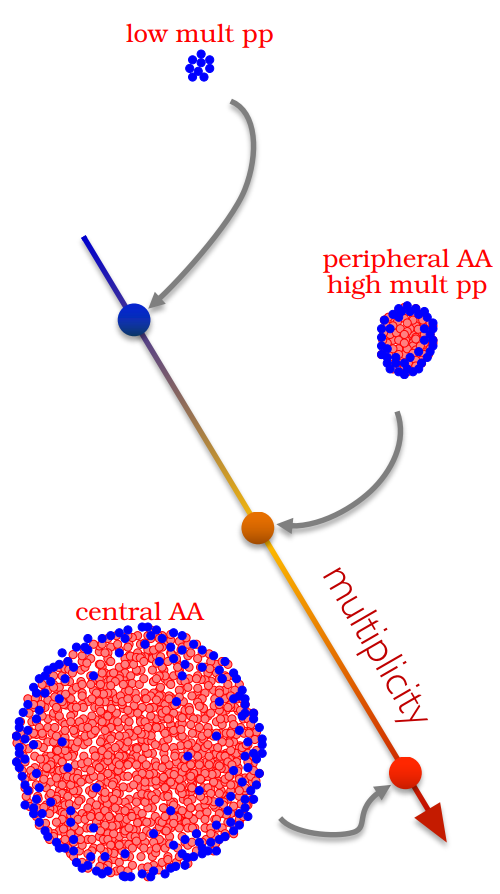 low mult pp
peripheral AA
high mult pp
multiplicity
central AA